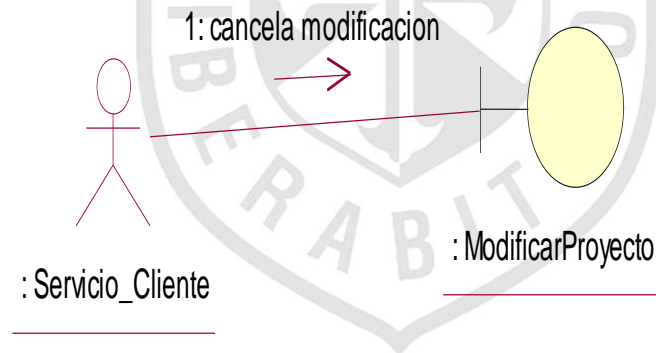 1: cancela modificacion
: ModificarProyecto
: Servicio_Cliente